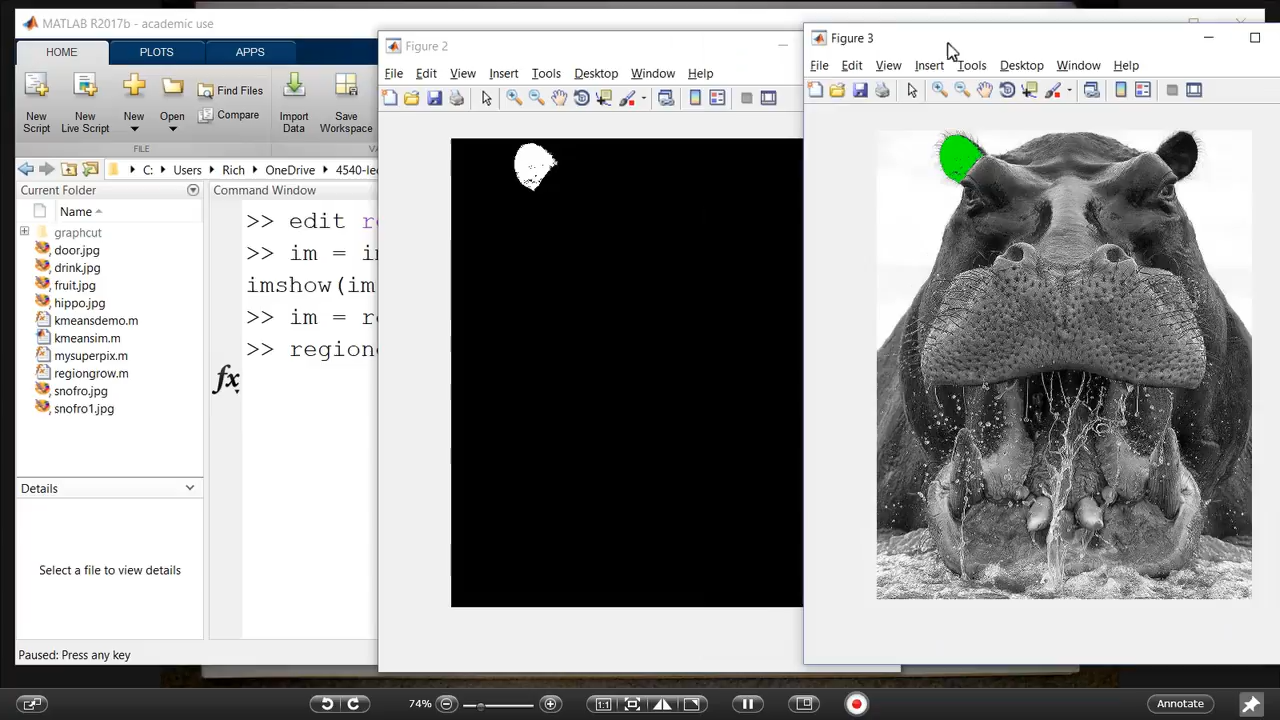 MATLAB R2017b - academic use
HOME
PLOTS
APPS
New Script
New Live Script
New
Open
Find Files
Compare
Import Data
Save Workspace
FILE
C:
Users
Rich
OneDrive
Current Folder
Name
graphcut
door.jpg
drink.jpg
fruit.jpg
hippo.jpg
kmeansdemo.m
kmeansim.m
mysuperpix.m
regiongrow.m
snofro.jpg
snofro1.jpg
Details
Select a file to view details
Paused: Press any key
Command Window
>> edit
>> im =
imshow(im
>> im =
>>
fx
Figure 2
File Edit View Insert Tools Desktop Window Help
Figure 3
File Edit View Insert Tools Desktop Window Help
74%
1:1
Annotate